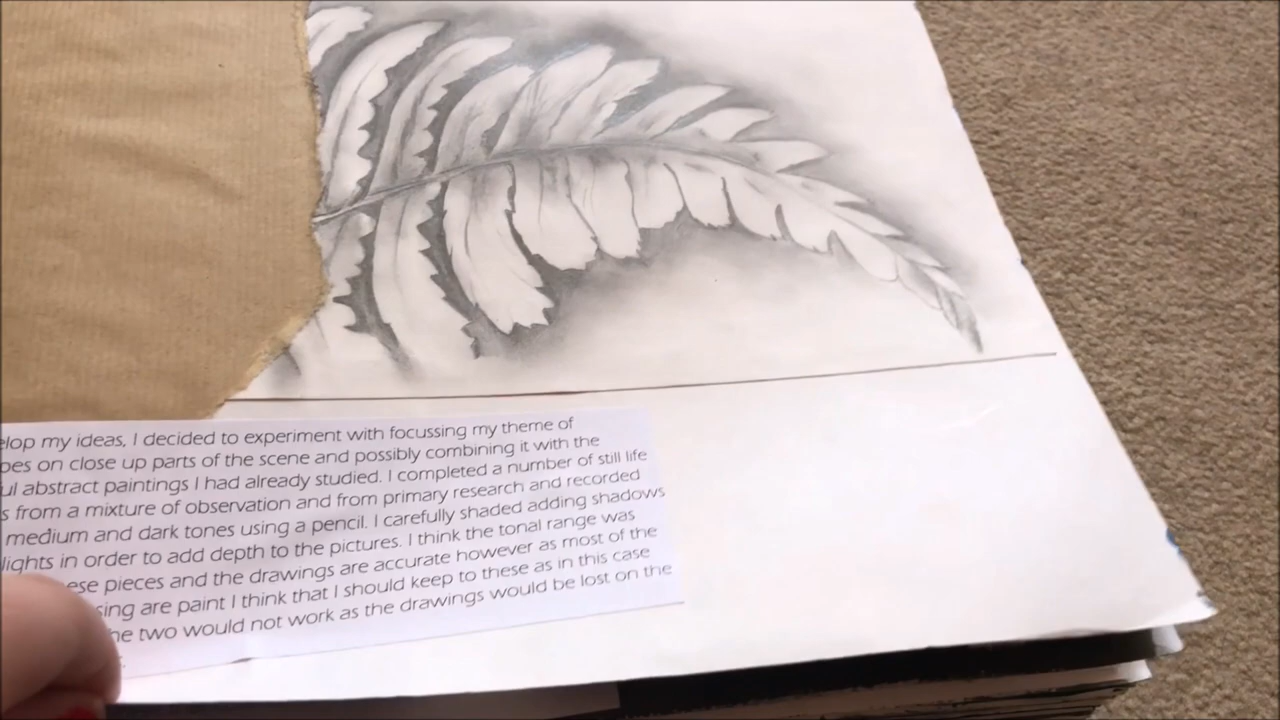 elop my ideas, I decided to experiment with focussing my theme of
pes on close up parts of the scene and possibly combining it with the
ul abstract paintings I had already studied. I completed a number of still life
s from a mixture of observation and from primary research and recorded
medium and dark tones using a pencil. I carefully shaded adding shadows
lights in order to add depth to the pictures. I think the tonal range was
ese pieces and the drawings are accurate however as most of the
sing are paint I think that I should keep to these as in this case
he two would not work as the drawings would be lost on the